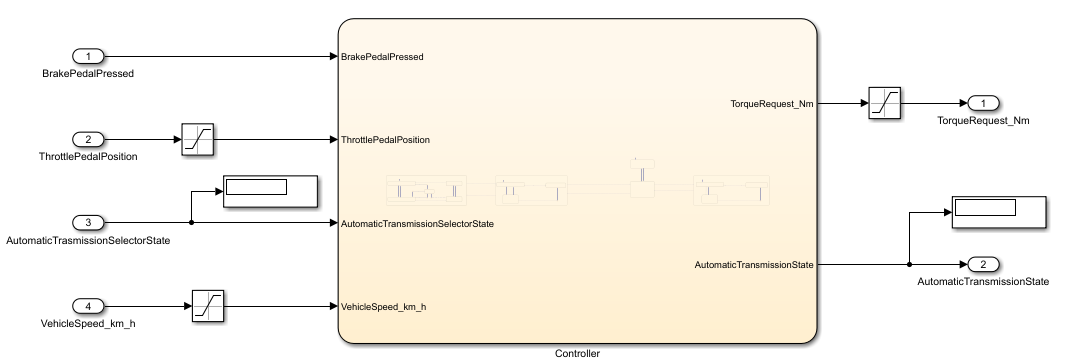 1
BrakePedalPressed
BrakePedalPressed
TorqueRequest_Nm
1
TorqueRequest_Nm
2
ThrottlePedalPosition
ThrottlePedalPosition
3
AutomaticTrasmissionSelectorState
AutomaticTransmissionSelectorState
AutomaticTransmissionState
2
AutomaticTransmissionState
4
VehicleSpeed_km_h
VehicleSpeed_km_h
Controller